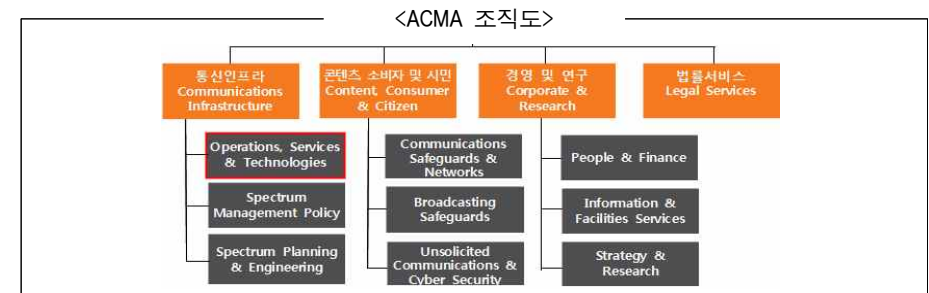 <ACMA 조직도>
통신인프라
Communications
Infrastructure
콘텐츠, 소비자 및 시민
Content, Consumer
& Citizen
경영 및 연구
Corporate &
Research
법률서비스
Legal Services
Operations, Services
& Technologies
Communications
Safeguards &
Networks
People & Finance
Spectrum
Management Policy
Broadcasting
Safeguards
Information &
Facilities Services
Spectrum Planning
& Engineering
Unsolicited
Communications &
Cyber Security
Strategy &
Research